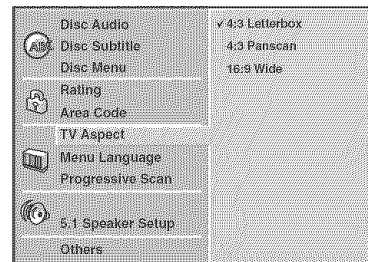 Disc Audio
Disc Subtitle
Disc Menu
Rating
Area Code
TV Aspect
Menu Language
Progressive Scan
5.1 Speaker Setup
Others
✓ 4:3 Letterbox
4:3 Panscan
16:9 Wide
ABC